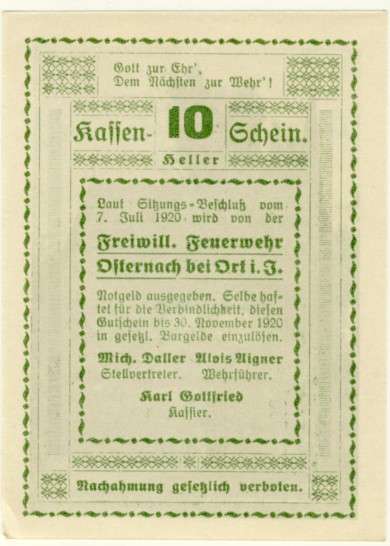 Gott zur Ehr',
Dem Nächsten zur Wehr'!
Kassen- 10 Schein.
Heller
Laut Sitzungs-Beschluß vom
7. Juli 1920 wird von der
Freiwill. Feuerwehr
Osternach bei Ort i. J.
Notgeld ausgegeben. Selbe haf-
tet für die Verbindlichkeit, diesen
Gutschein bis 30. November 1920
in gesetzl. Bargelde einzulösen.
Mich. Daller Alois Aigner
Stellvertreter. Wehrführer.
Karl Gottfried
Kassier.
Nachahmung gesetzlich verboten.